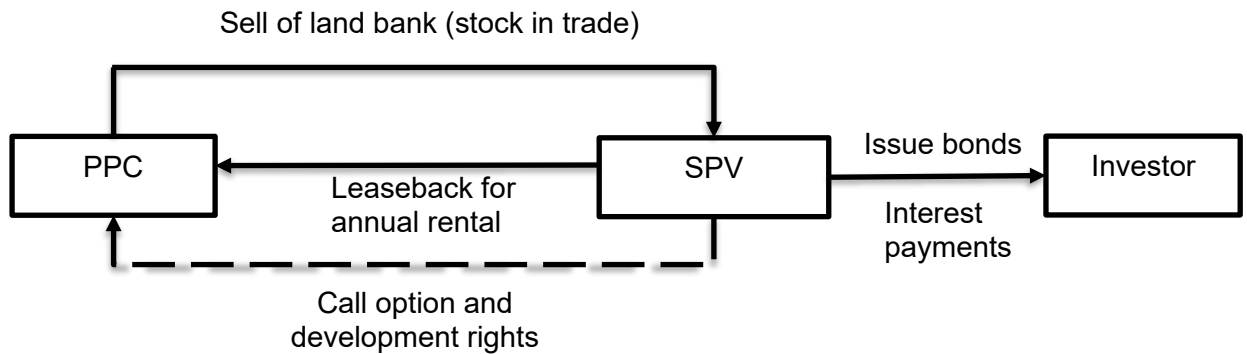 Sell of land bank (stock in trade)
PPC
SPV
Issue bonds
Investor
Leaseback for
annual rental
Interest
payments
Call option and
development rights